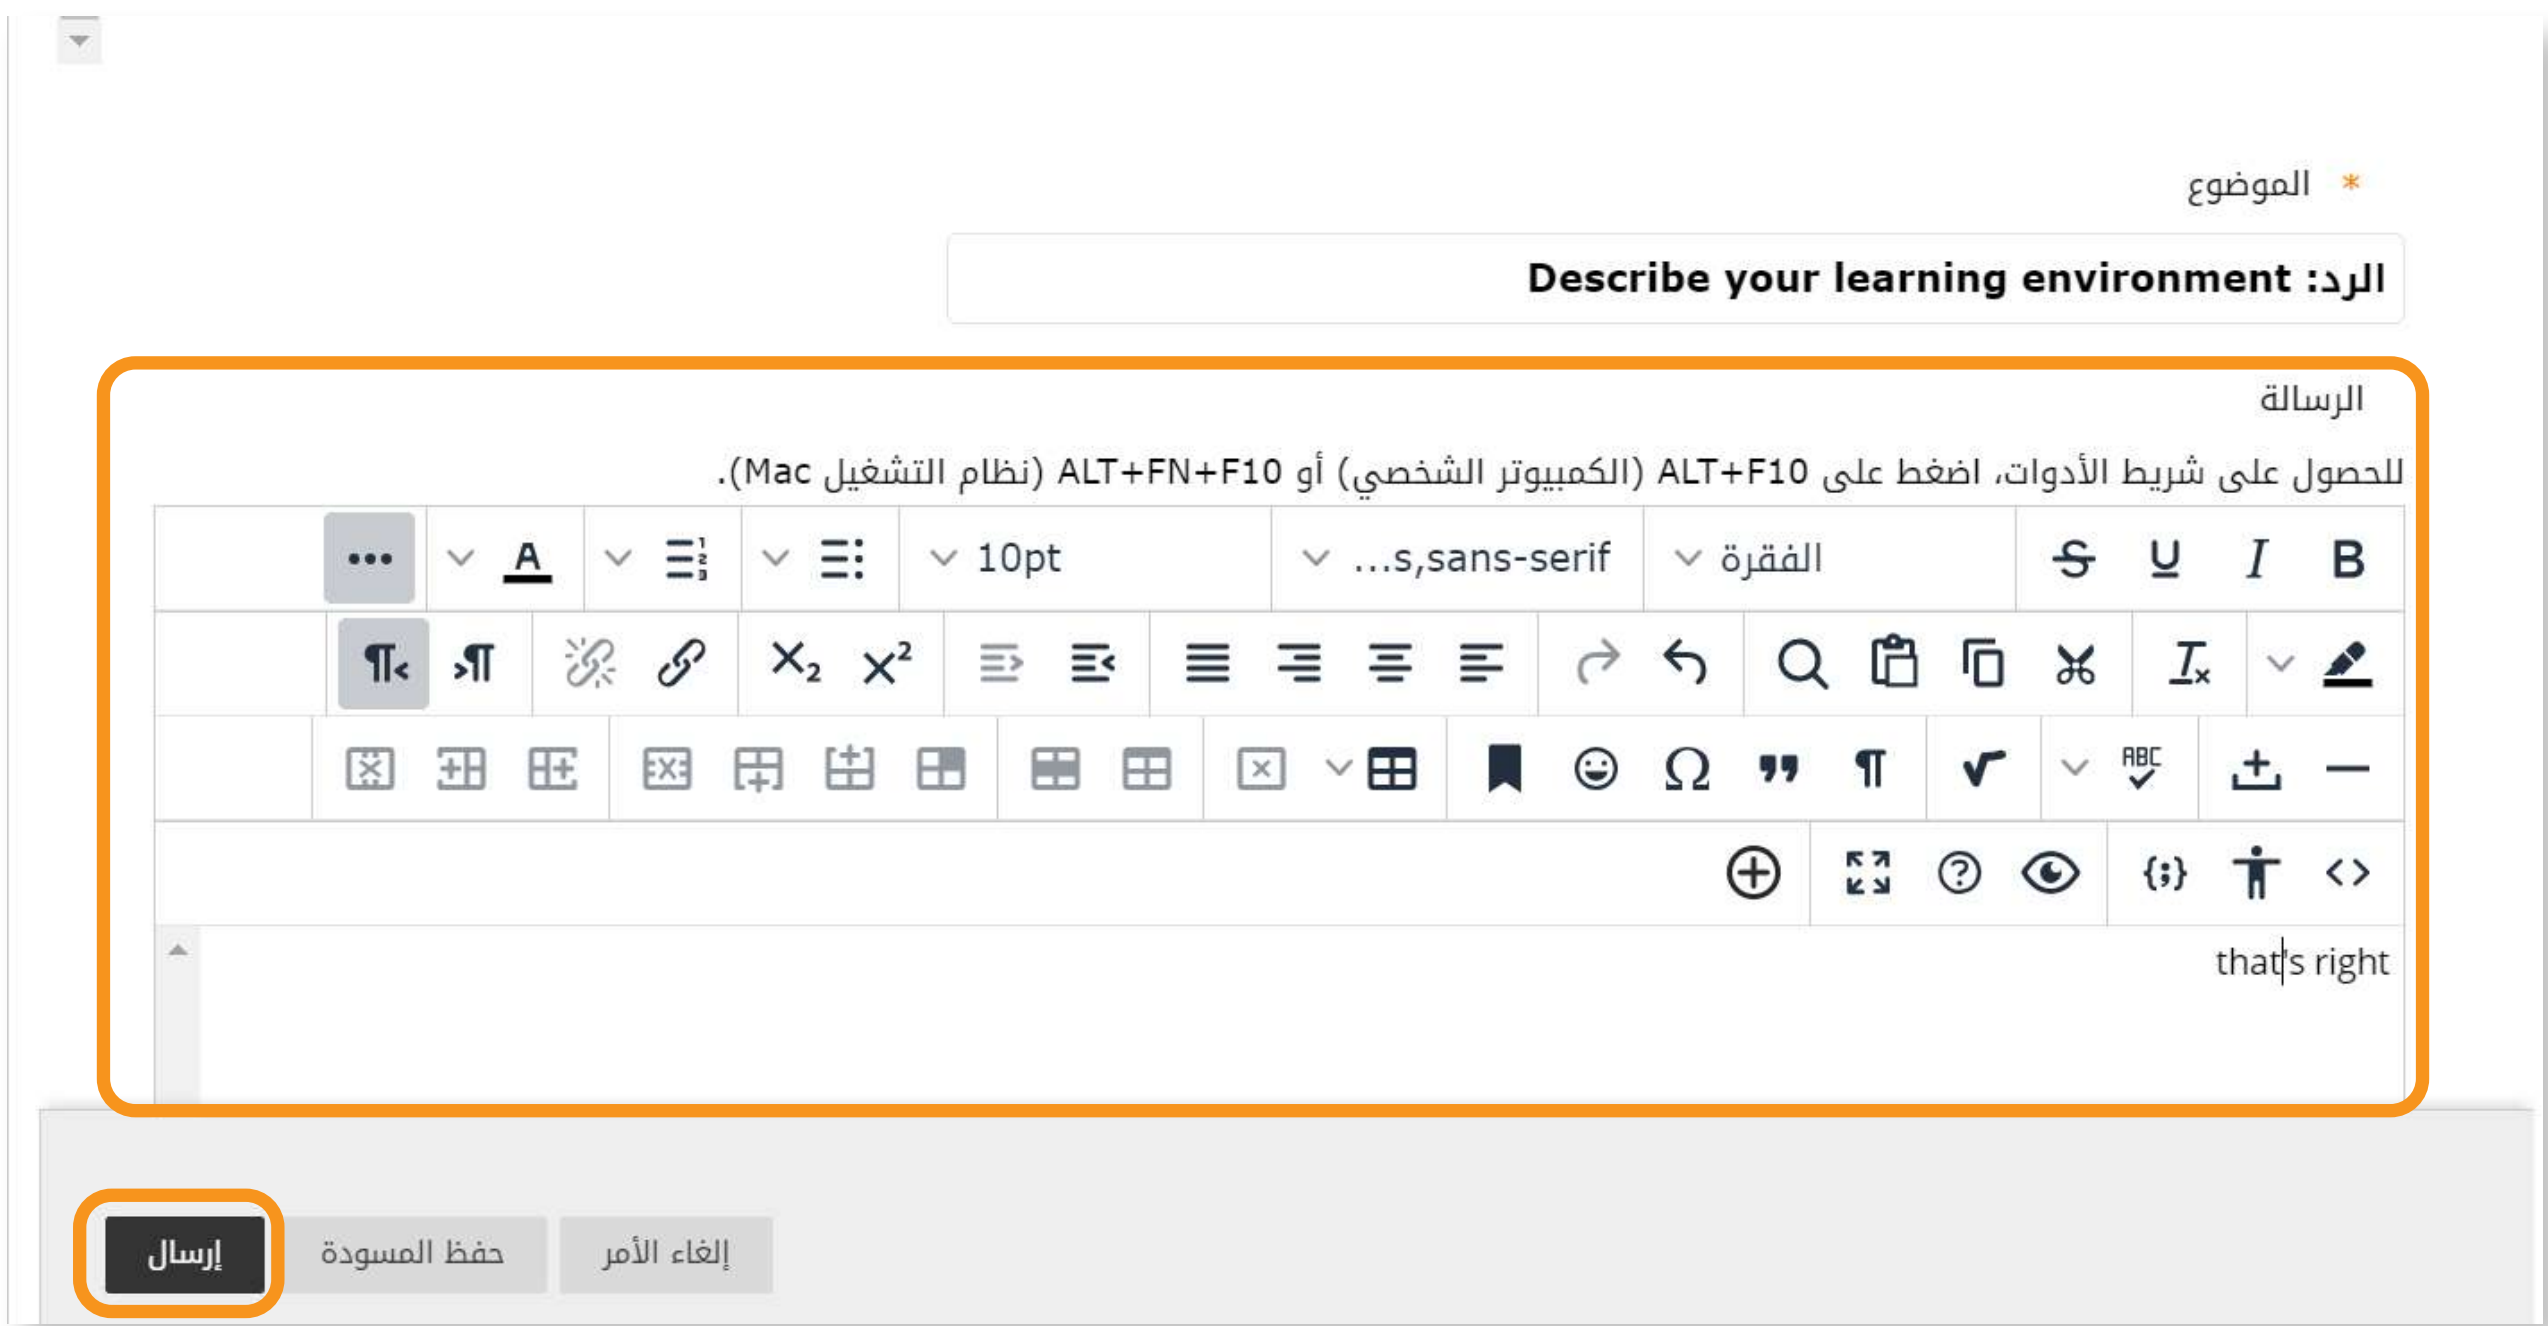 * الموضوع
الرد: Describe your learning environment
الرسالة
للحصول على شريط الأدوات، اضغط على ALT+F10 (الكمبيوتر الشخصي) أو ALT+FN+F10 (نظام التشغيل Mac).
B I U S الفقرة s,sans-serif... 10pt A
that's right
إلغاء الأمر حفظ المسودة إرسال